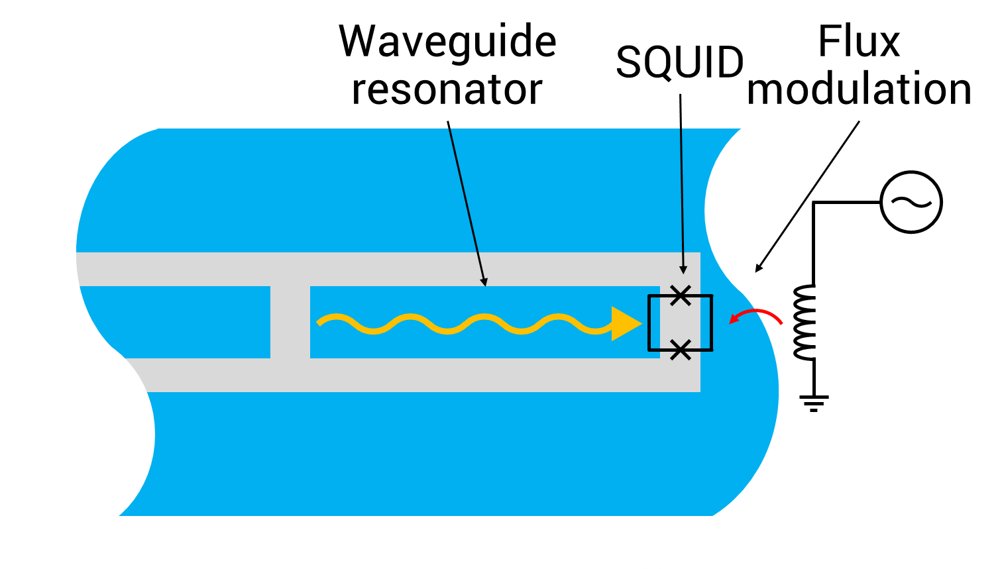 Waveguide
resonator
SQUID
Flux
modulation